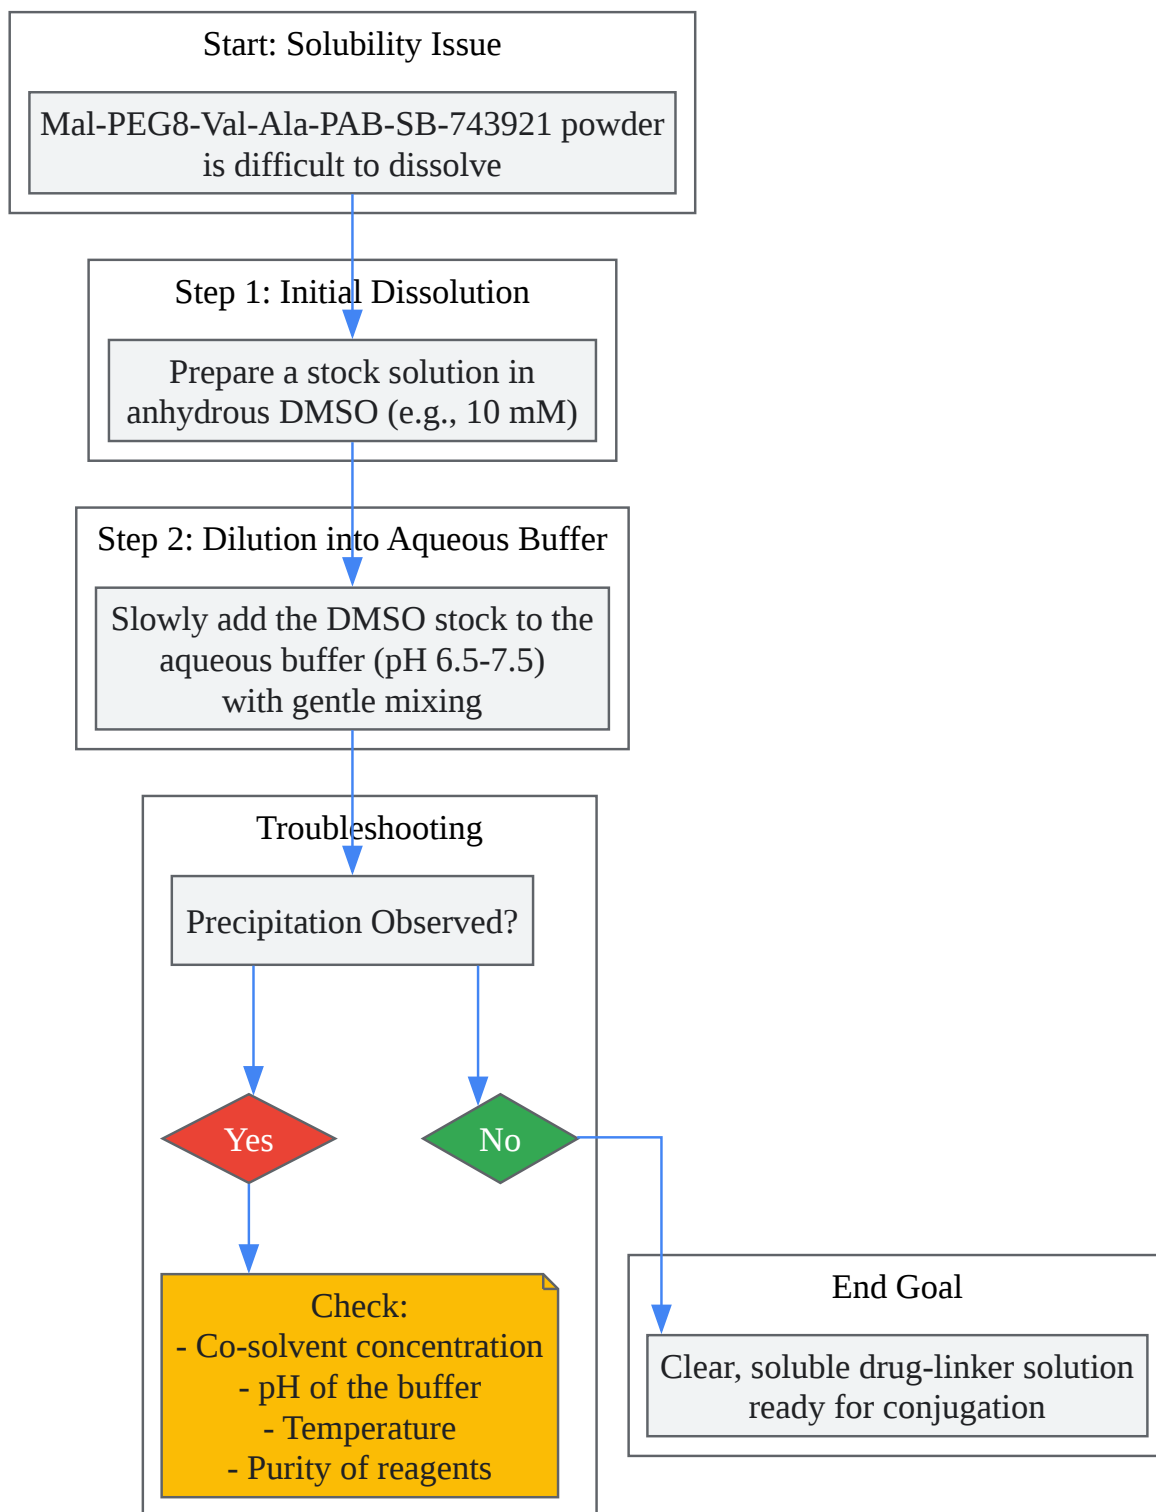 Start: Solubility Issue
Mal-PEG8-Val-Ala-PAB-SB-743921 powder
is difficult to dissolve
Step 1: Initial Dissolution
Prepare a stock solution in
anhydrous DMSO (e.g., 10 mM)
Step 2: Dilution into Aqueous Buffer
Slowly add the DMSO stock to the
aqueous buffer (pH 6.5-7.5)
with gentle mixing
Troubleshooting
Precipitation Observed?
Yes
No
Check:
- Co-solvent concentration
- pH of the buffer
- Temperature
- Purity of reagents
End Goal
Clear, soluble drug-linker solution
ready for conjugation